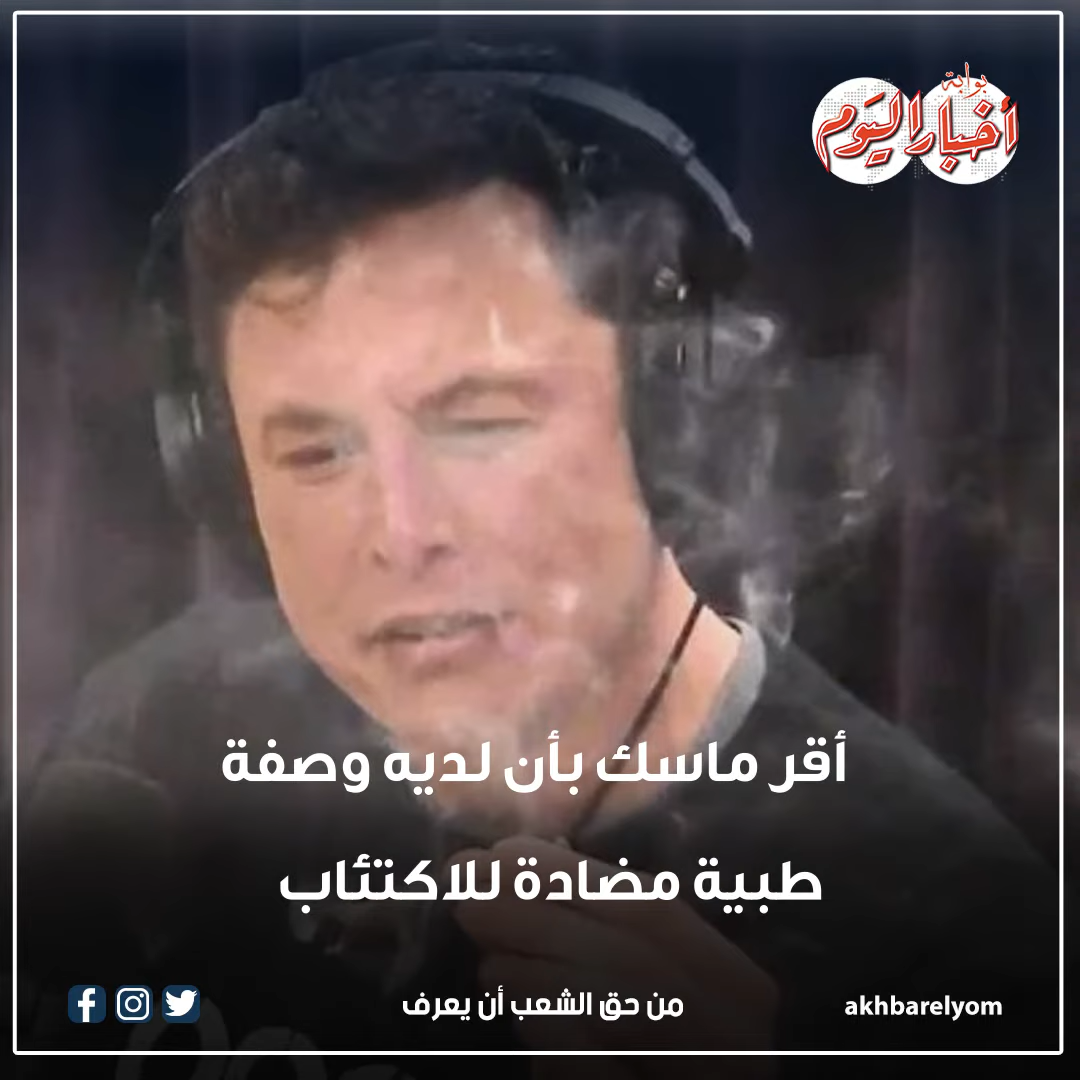 بوابة
أخبار اليوم
أقر ماسك بأن لديه وصفة
طبية مضادة للاكتئاب
من حق الشعب أن يعرف
akhbarelyom